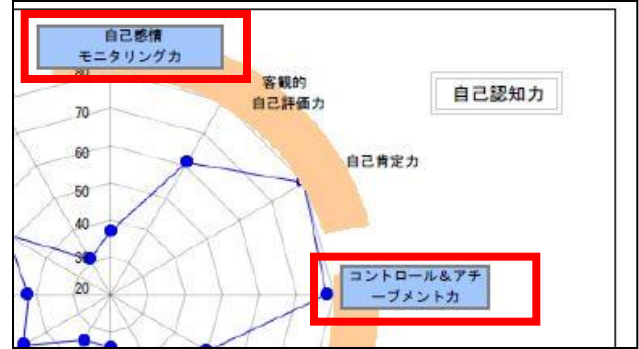 自己感情
モニタリング力
客観的
自己評価力
自己認知力
自己肯定力
コントロール&アチ
ーブメント力
80
70
60
50
40
30
20